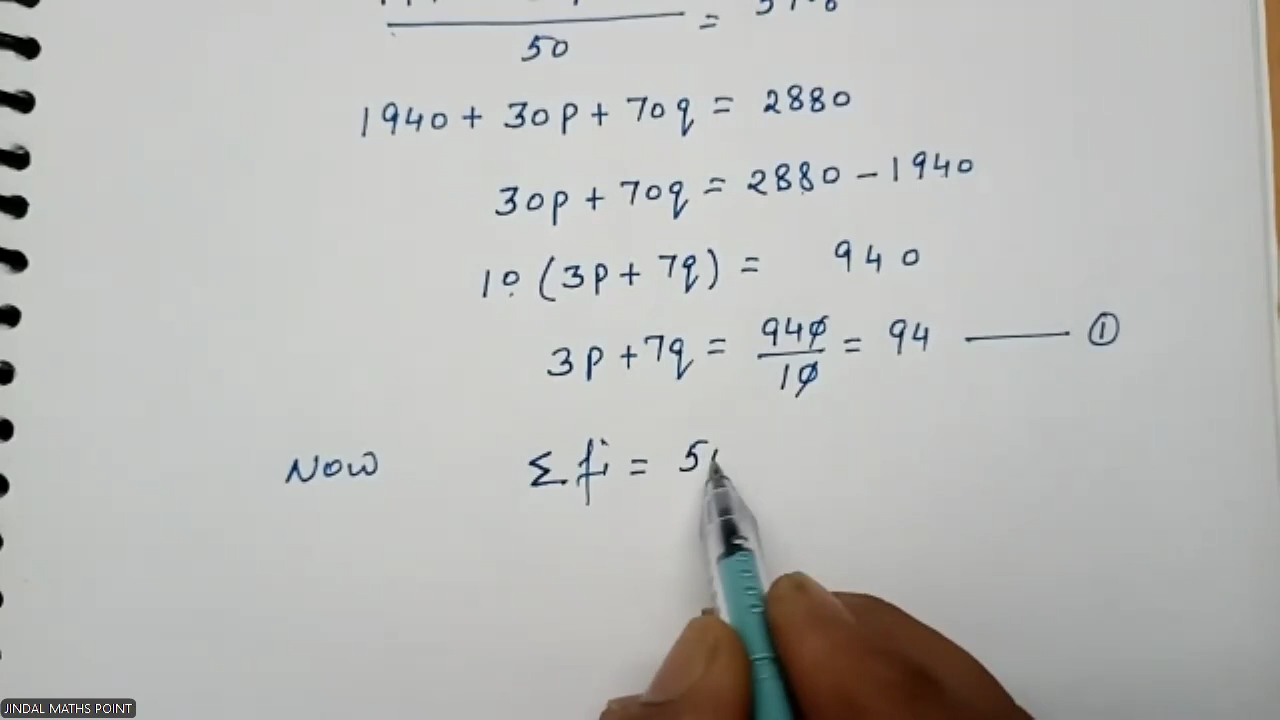 50 =
1940 + 30p + 70q = 2880
30p + 70q = 2880 - 1940
10 (3p + 7q) = 940
3p + 7q = 940/10 = 94 —— ①
Now Σfi = 5
JINDAL MATHS POINT